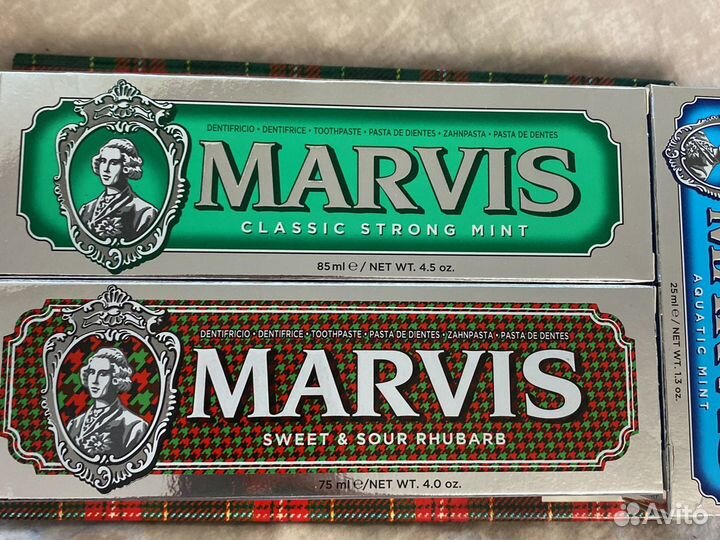 DENTIFRICIO • DENTIFRICE • TOOTHPASTE • PASTA DE DIENTES • ZAHNPASTA • PASTA DE DENTES
MARVIS
CLASSIC STRONG MINT
85 ml e / NET WT. 4.5 oz.
DENTIFRICIO • DENTIFRICE • TOOTHPASTE • PASTA DE DIENTES • ZAHNPASTA • PASTA DE DENTES
MARVIS
SWEET & SOUR RHUBARB
75 ml e / NET WT. 4.0 oz.
AQUATIC MINT
25 ml e / NET WT. 1.3 oz.
Avito